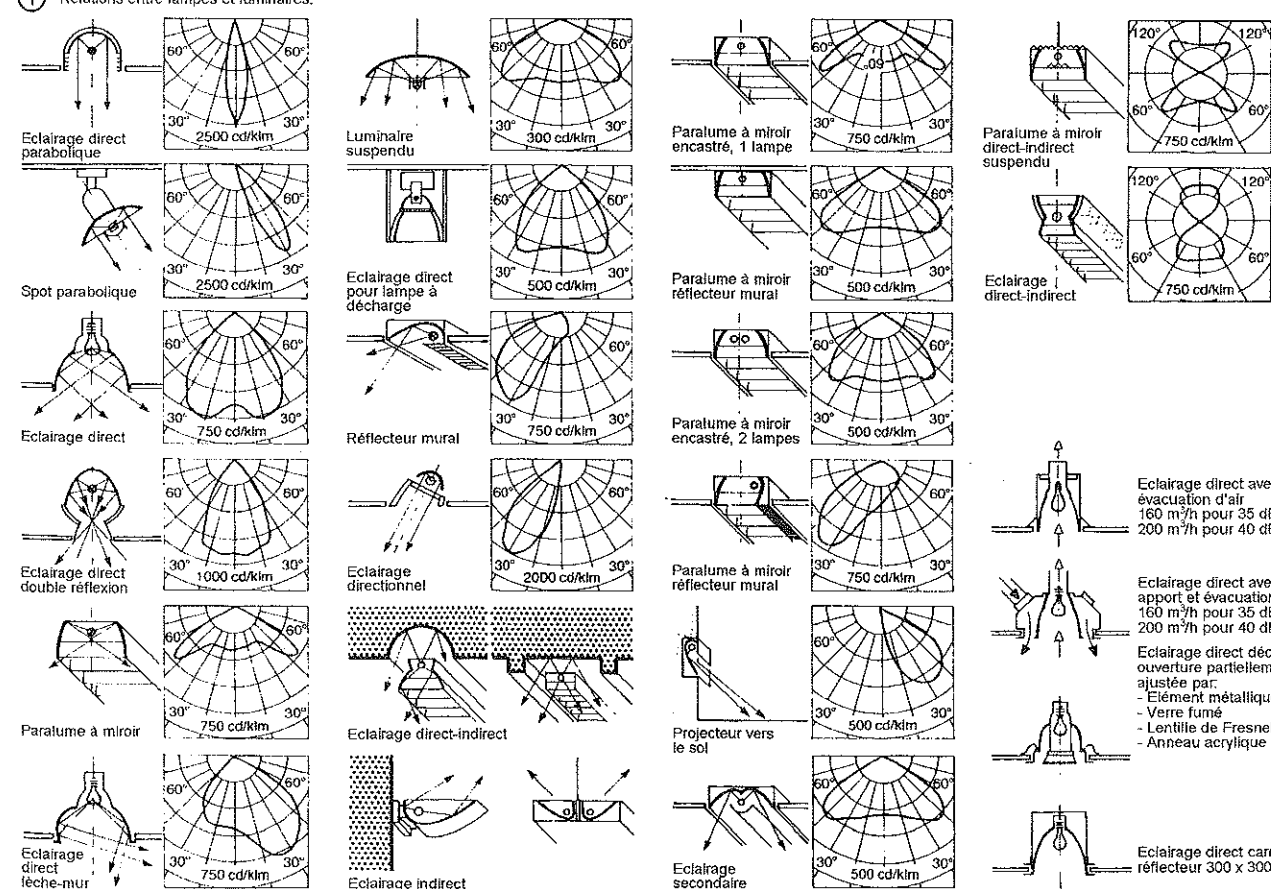 1 Relations entre lampes et luminaires.
60° 60°
30° 30°
2500 cd/klm
Eclairage direct
parabolique
60° 60°
30° 30°
2500 cd/klm
Spot parabolique
60° 60°
30° 30°
750 cd/klm
Eclairage direct
60° 60°
30° 30°
1000 cd/klm
Eclairage direct
double réflexion
60° 60°
30° 30°
750 cd/klm
Paralume à miroir
60° 60°
30° 30°
750 cd/klm
Eclairage
direct
lèche-mur
60° 60°
30° 30°
300 cd/klm
Luminaire
suspendu
60° 60°
30° 30°
500 cd/klm
Eclairage direct
pour lampe à
décharge
60° 60°
30° 30°
750 cd/klm
Réflecteur mural
60° 60°
30° 30°
2000 cd/klm
Eclairage
directionnel
Eclairage direct-indirect
Eclairage indirect
60° 60°
30° 30°
750 cd/klm
Paralume à miroir
encastré, 1 lampe
60° 60°
30° 30°
500 cd/klm
Paralume à miroir
réflecteur mural
60° 60°
30° 30°
500 cd/klm
Paralume à miroir
encastré, 2 lampes
60° 60°
30° 30°
750 cd/klm
Paralume à miroir
réflecteur mural
60° 60°
30° 30°
500 cd/klm
Projecteur vers
le sol
60° 60°
30° 30°
500 cd/klm
Eclairage
secondaire
120° 120°
60° 60°
750 cd/klm
Paralume à miroir
direct-indirect
suspendu
120° 120°
60° 60°
750 cd/klm
Eclairage
direct-indirect
Eclairage direct ave
évacuation d'air
160 m³/h pour 35 dB
200 m³/h pour 40 dB
Eclairage direct ave
apport et évacuation
160 m³/h pour 35 dB
200 m³/h pour 40 dB
Eclairage direct déc
ouverture partiellem
ajustée par:
- Elément métallique
- Verre fumé
- Lentille de Fresne
- Anneau acrylique
Eclairage direct carr
réflecteur 300 x 300